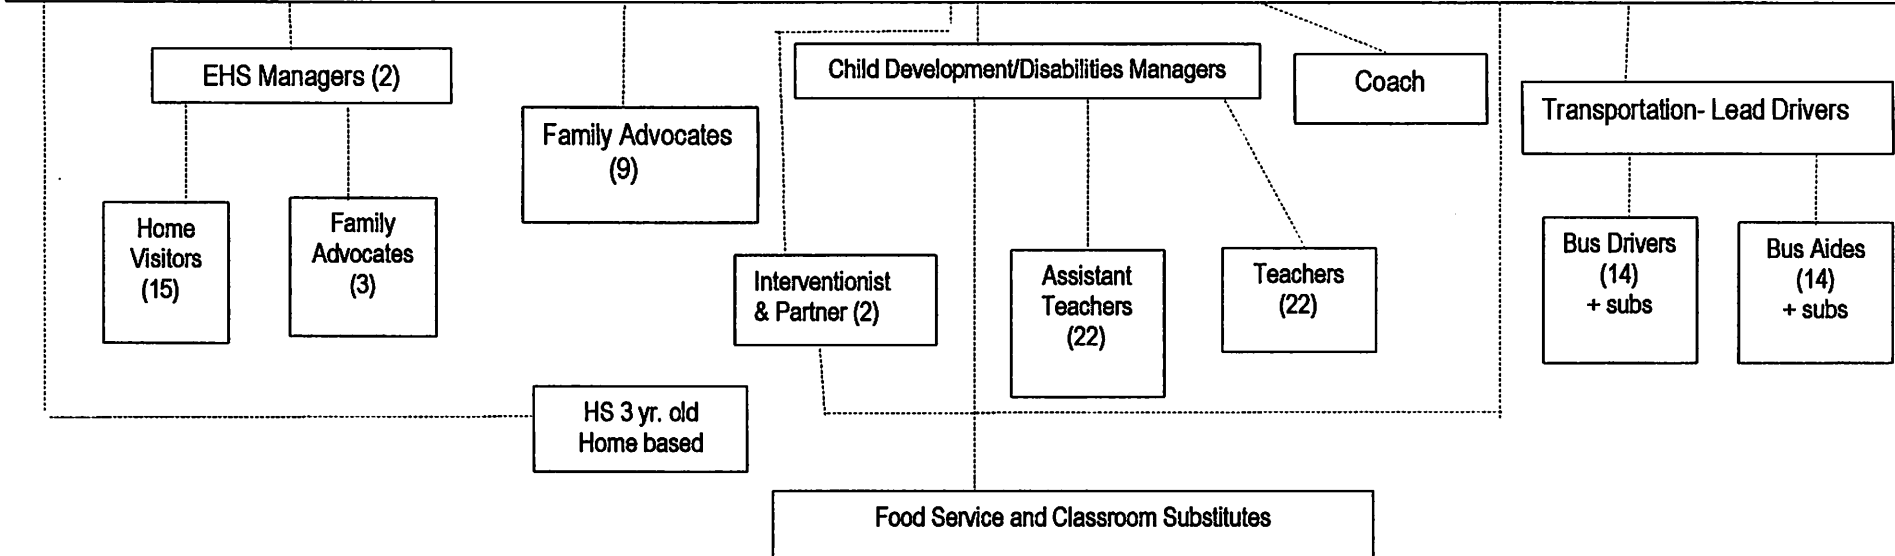 EHS Managers (2)
Child Development/Disabilities Managers
Coach
Transportation- Lead Drivers
Family Advocates
(9)
Home
Visitors
(15)
Family
Advocates
(3)
Interventionist
& Partner (2)
Assistant
Teachers
(22)
Teachers
(22)
Bus Drivers
(14)
+ subs
Bus Aides
(14)
+ subs
HS 3 yr. old
Home based
Food Service and Classroom Substitutes